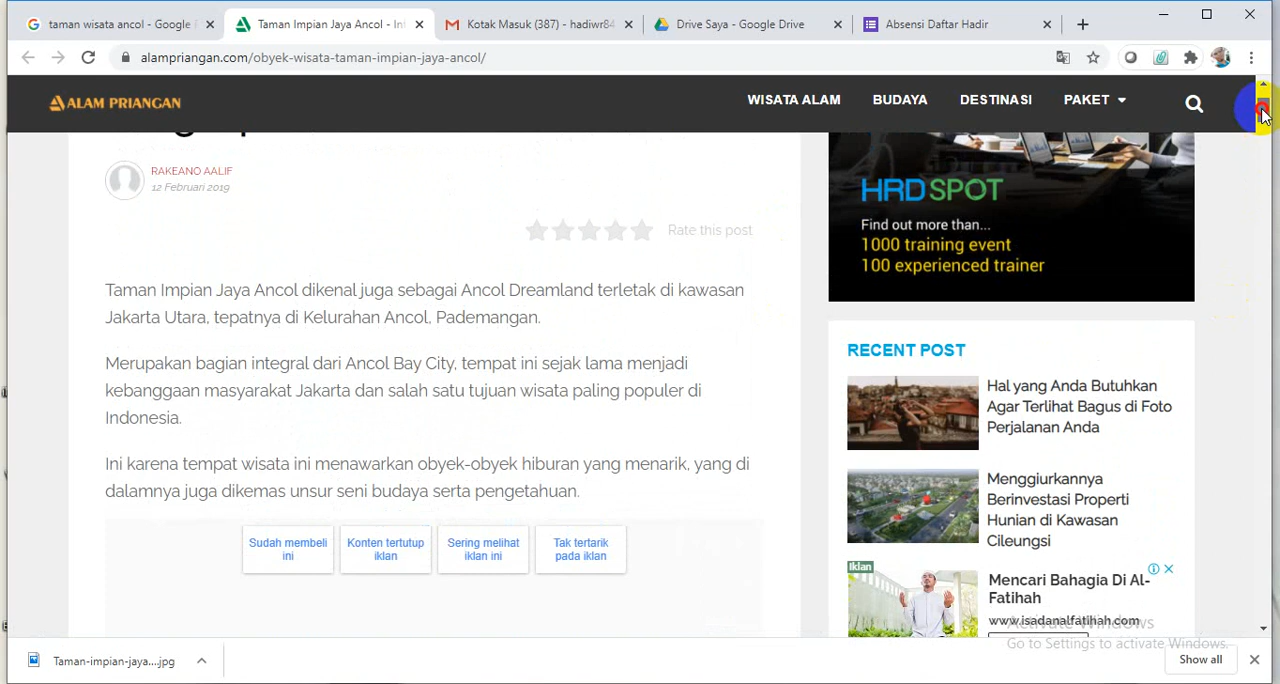 taman wisata ancol - Google
Taman Impian Jaya Ancol - In
Kotak Masuk (387) - hadiwr84
Drive Saya - Google Drive
Absensi Daftar Hadir
alampriangan.com/obyek-wisata-taman-impian-jaya-ancol/
ALAM PRIANGAN
WISATA ALAM
BUDAYA
DESTINASI
PAKET
RAKEANO AALIF
12 Februari 2019
Rate this post
Taman Impian Jaya Ancol dikenal juga sebagai Ancol Dreamland terletak di kawasan
Jakarta Utara, tepatnya di Kelurahan Ancol, Pademangan.
Merupakan bagian integral dari Ancol Bay City, tempat ini sejak lama menjadi
kebanggaan masyarakat Jakarta dan salah satu tujuan wisata paling populer di
Indonesia.
Ini karena tempat wisata ini menawarkan obyek-obyek hiburan yang menarik, yang di
dalamnya juga dikemas unsur seni budaya serta pengetahuan.
Sudah membeli
ini
Konten tertutup
iklan
Sering melihat
iklan ini
Tak tertarik
pada iklan
HRD SPOT
Find out more than...
1000 training event
100 experienced trainer
RECENT POST
Hal yang Anda Butuhkan
Agar Terlihat Bagus di Foto
Perjalanan Anda
Menggiurkannya
Berinvestasi Properti
Hunian di Kawasan
Cileungsi
Iklan
Mencari Bahagia Di Al-
Fatihah
www.isadanalfatihah.com
Activate Windows
Go to Settings to activate Windows.
Taman-impian-jaya....jpg
Show all